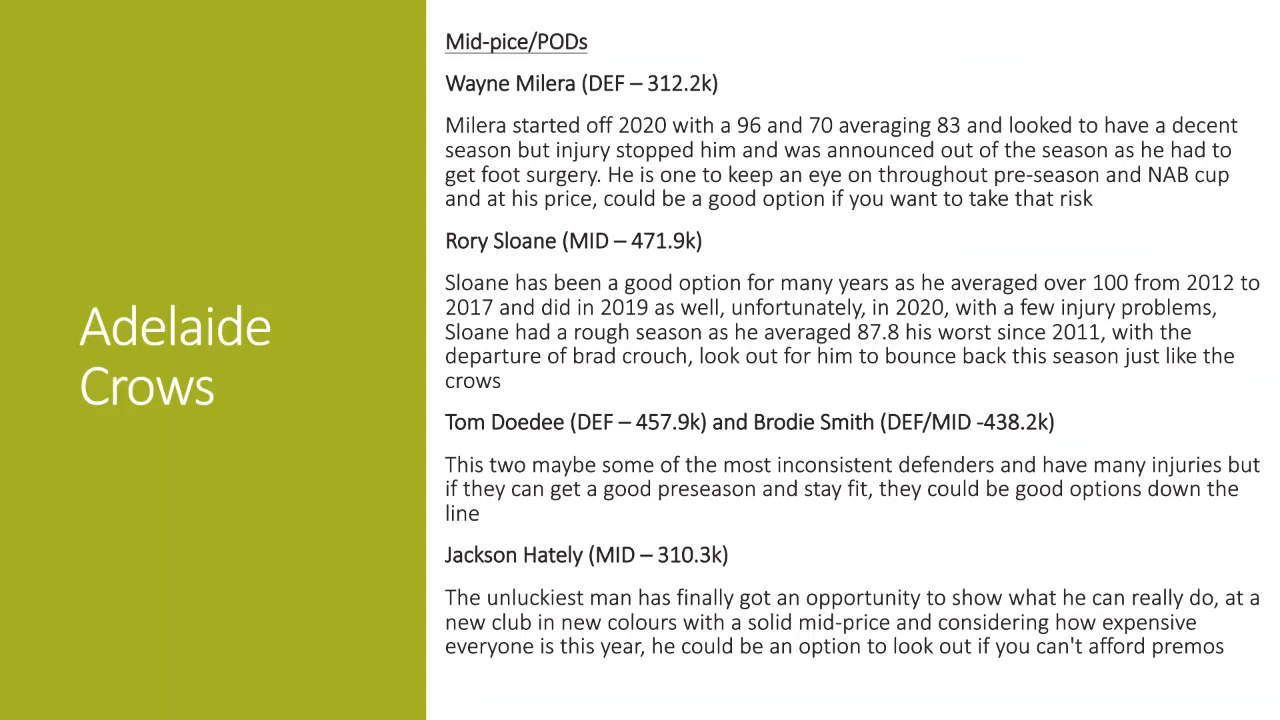 Adelaide
Crows
Mid-pice/PODs
Wayne Milera (DEF – 312.2k)
Milera started off 2020 with a 96 and 70 averaging 83 and looked to have a decent
season but injury stopped him and was announced out of the season as he had to
get foot surgery. He is one to keep an eye on throughout pre-season and NAB cup
and at his price, could be a good option if you want to take that risk
Rory Sloane (MID – 471.9k)
Sloane has been a good option for many years as he averaged over 100 from 2012 to
2017 and did in 2019 as well, unfortunately, in 2020, with a few injury problems,
Sloane had a rough season as he averaged 87.8 his worst since 2011, with the
departure of brad crouch, look out for him to bounce back this season just like the
crows
Tom Doedee (DEF – 457.9k) and Brodie Smith (DEF/MID -438.2k)
This two maybe some of the most inconsistent defenders and have many injuries but
if they can get a good preseason and stay fit, they could be good options down the
line
Jackson Hately (MID – 310.3k)
The unluckiest man has finally got an opportunity to show what he can really do, at a
new club in new colours with a solid mid-price and considering how expensive
everyone is this year, he could be an option to look out if you can't afford premos